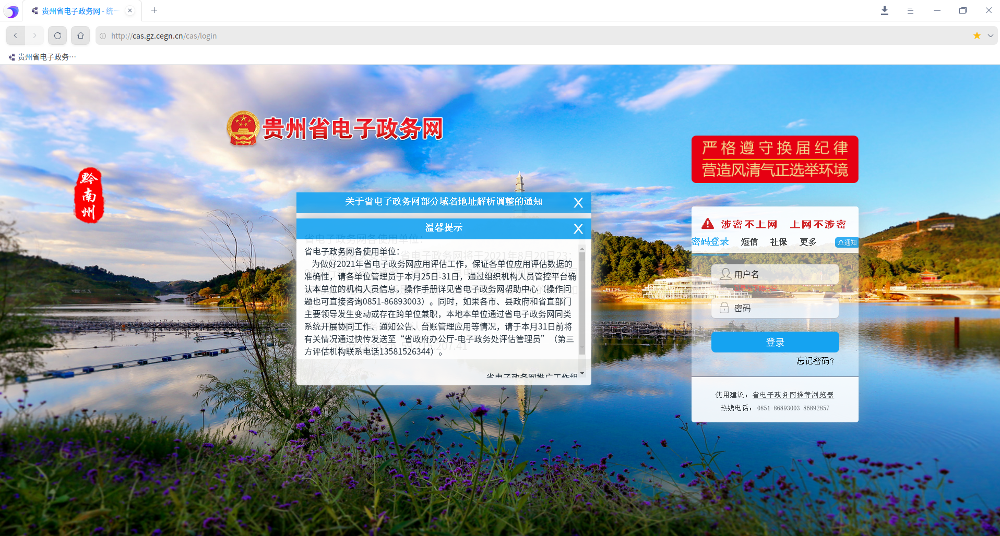 贵州省电子政务网 - 统一
http://cas.gz.cegn.cn/cas/login
贵州省电子政务…
贵州省电子政务网
黔南州
严格遵守换届纪律
营造风清气正选举环境
关于省电子政务网部分域名地址解析调整的通知
X
温馨提示
X
省电子政务网各使用单位：
为做好2021年省电子政务网应用评估工作，保证各单位应用评估数据的
准确性，请各单位管理员于本月25日-31日，通过组织机构人员管控平台确
认本单位的机构人员信息，操作手册详见省电子政务网帮助中心（操作问
题也可直接咨询0851-86893003）。同时，如果各市、县政府和省直部门
主要领导发生变动或存在跨单位兼职，本地本单位通过省电子政务网同类
系统开展协同工作、通知公告、台账管理应用等情况，请于本月31日前将
有关情况通过快传发送至“省政府办公厅-电子政务处评估管理员”（第三
方评估机构联系电话13581526344）。
省电子政务网推广工作组
涉密不上网 上网不涉密
密码登录 短信 社保 更多 通知
用户名
密码
登录
忘记密码?
使用建议：省电子政务网推荐浏览器
热线电话：0851-86893003 86892857